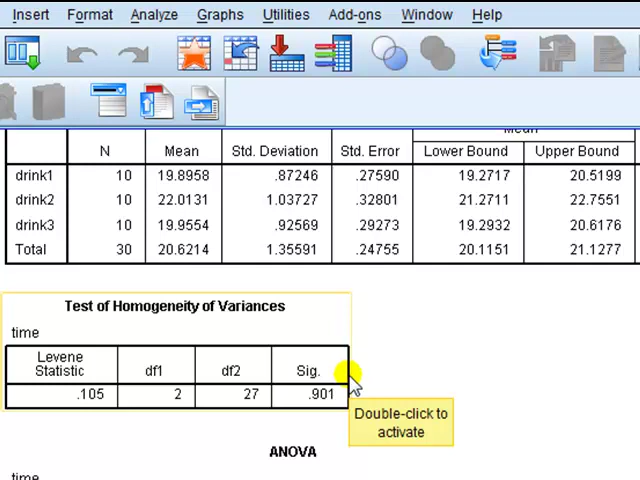 Insert Format Analyze Graphs Utilities Add-ons Window Help
Mean
N Mean Std. Deviation Std. Error Lower Bound Upper Bound
drink1 10 19.8958 .87246 .27590 19.2717 20.5199
drink2 10 22.0131 1.03727 .32801 21.2711 22.7551
drink3 10 19.9554 .92569 .29273 19.2932 20.6176
Total 30 20.6214 1.35591 .24755 20.1151 21.1277
Test of Homogeneity of Variances
time
Levene
Statistic df1 df2 Sig.
.105 2 27 .901
Double-click to
activate
ANOVA
time